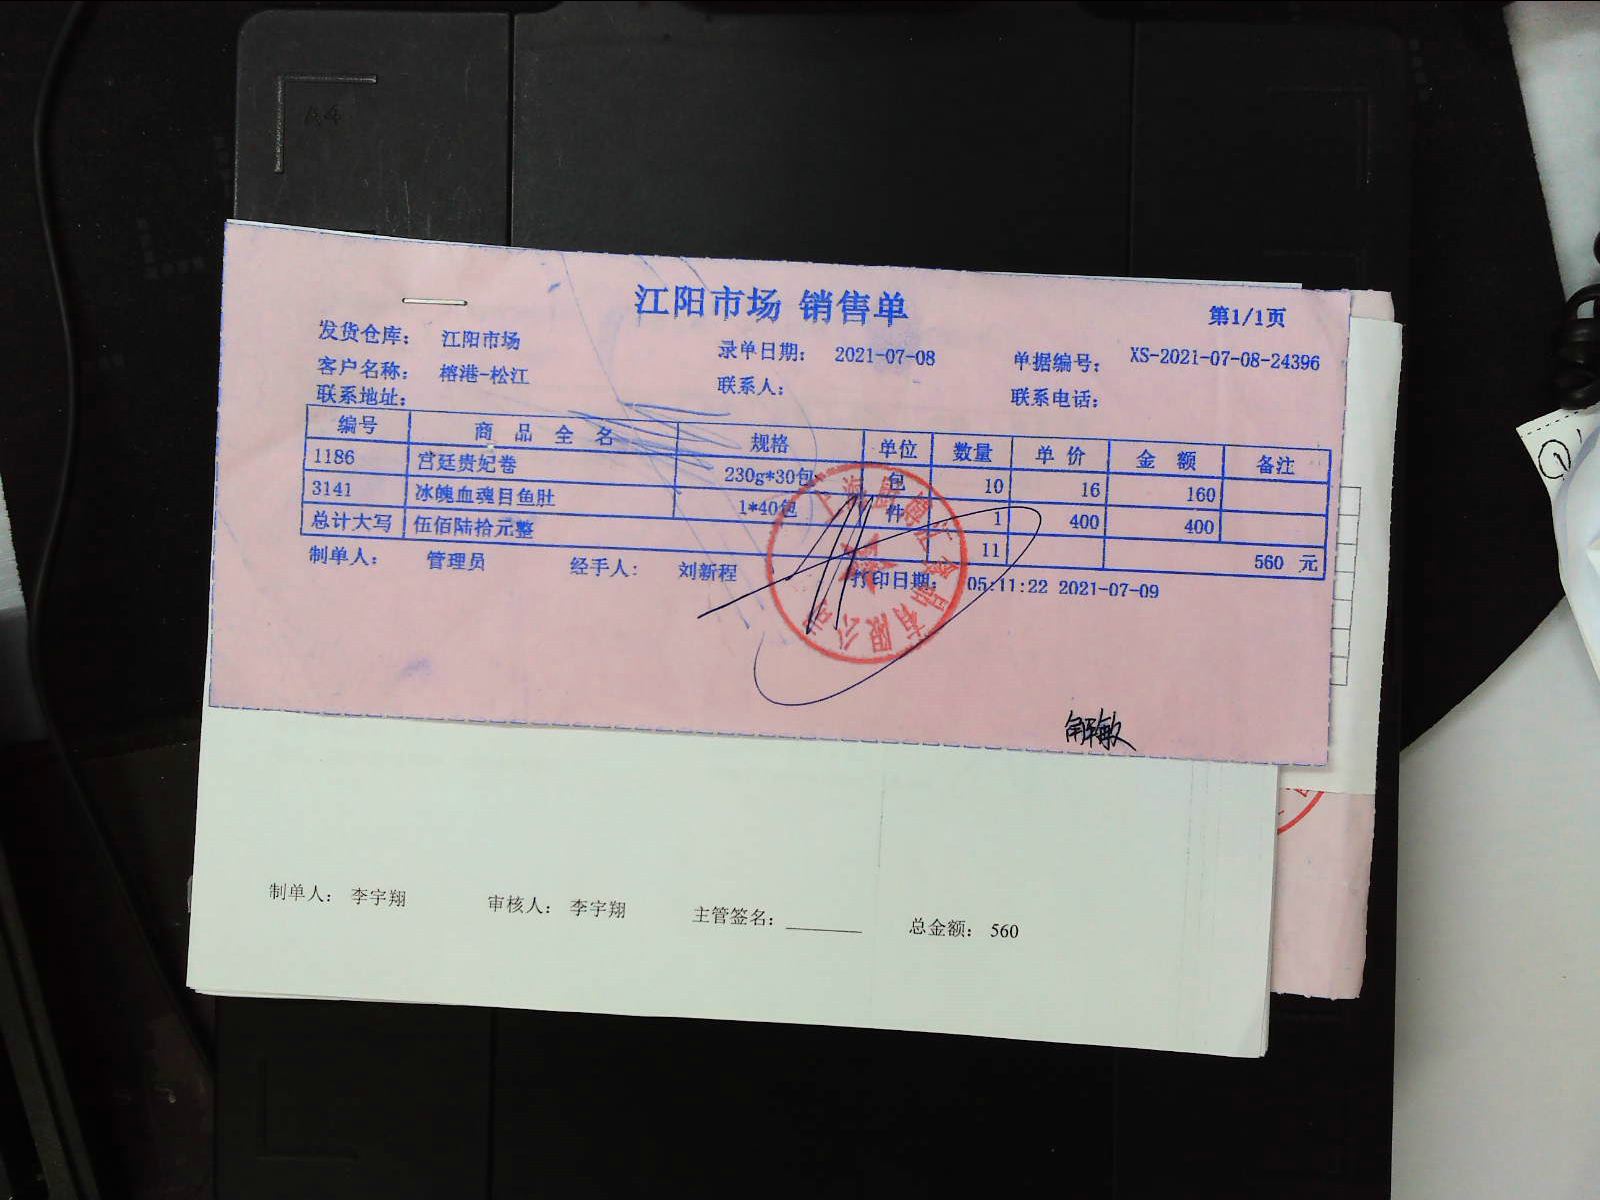 A4
江阳市场 销售单
第1/1页
发货仓库： 江阳市场 录单日期： 2021-07-08 单据编号： XS-2021-07-08-24396
客户名称： 榕港-松江 联系人： 联系电话：
联系地址：
编号 商 品 全 名 规格 单位 数量 单 价 金 额 备注
1186 宫廷贵妃卷 230g*30包 包 10 16 160
3141 冰魄血魂目鱼肚 1*40包 件 1 400 400
总计大写 伍佰陆拾元整 11 560 元
制单人： 管理员 经手人： 刘新程 打印日期： 05:11:22 2021-07-09
制单人： 李宇翔 审核人： 李宇翔 主管签名： 总金额： 560